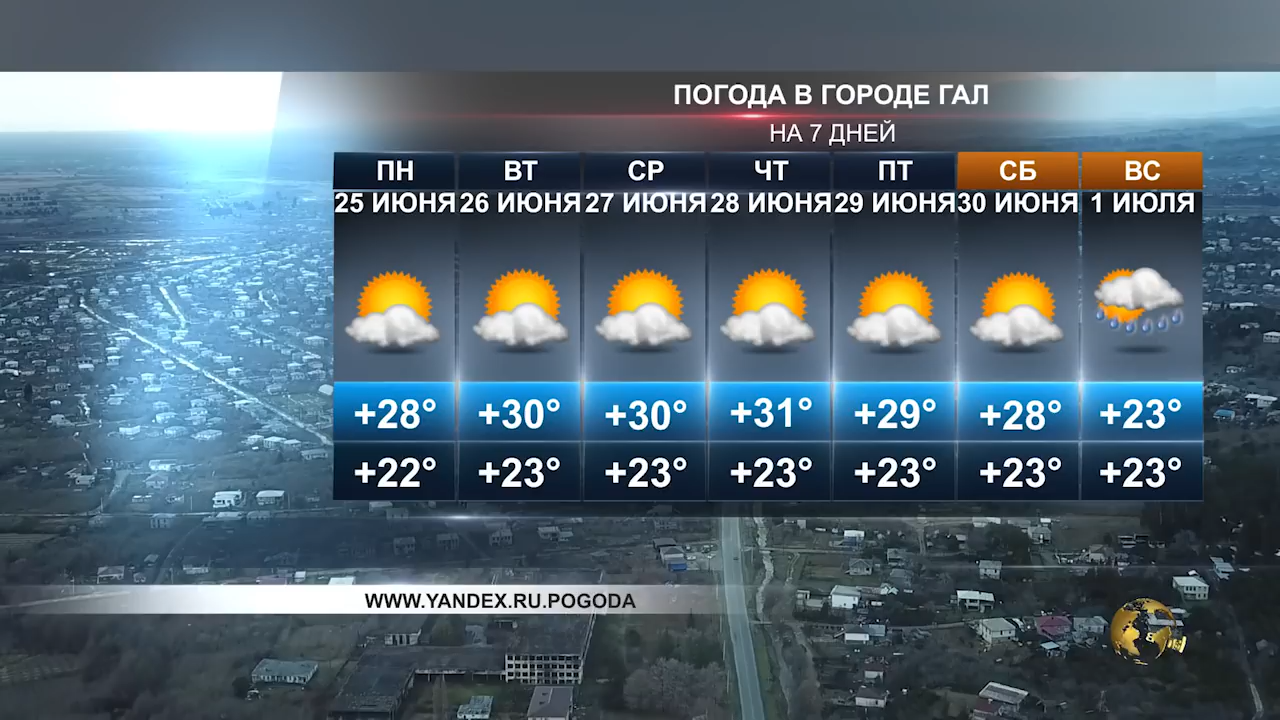 ПОГОДА В ГОРОДЕ ГАЛ
НА 7 ДНЕЙ
ПН ВТ СР ЧТ ПТ СБ ВС
25 ИЮНЯ 26 ИЮНЯ 27 ИЮНЯ 28 ИЮНЯ 29 ИЮНЯ 30 ИЮНЯ 1 ИЮЛЯ
+28° +30° +30° +31° +29° +28° +23°
+22° +23° +23° +23° +23° +23° +23°
WWW.YANDEX.RU.POGODA